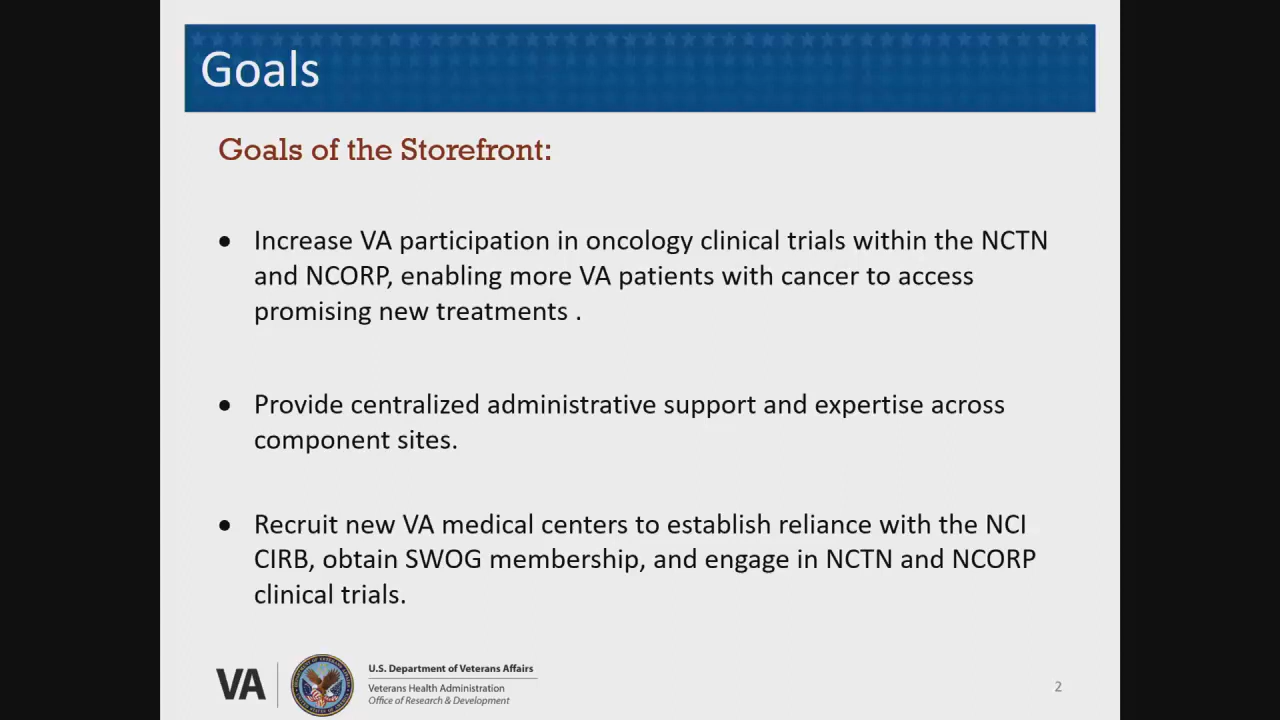 Goals
Goals of the Storefront:
● Increase VA participation in oncology clinical trials within the NCTN
and NCORP, enabling more VA patients with cancer to access
promising new treatments .
● Provide centralized administrative support and expertise across
component sites.
● Recruit new VA medical centers to establish reliance with the NCI
CIRB, obtain SWOG membership, and engage in NCTN and NCORP
clinical trials.
VA
U.S. Department of Veterans Affairs
Veterans Health Administration
Office of Research & Development
2